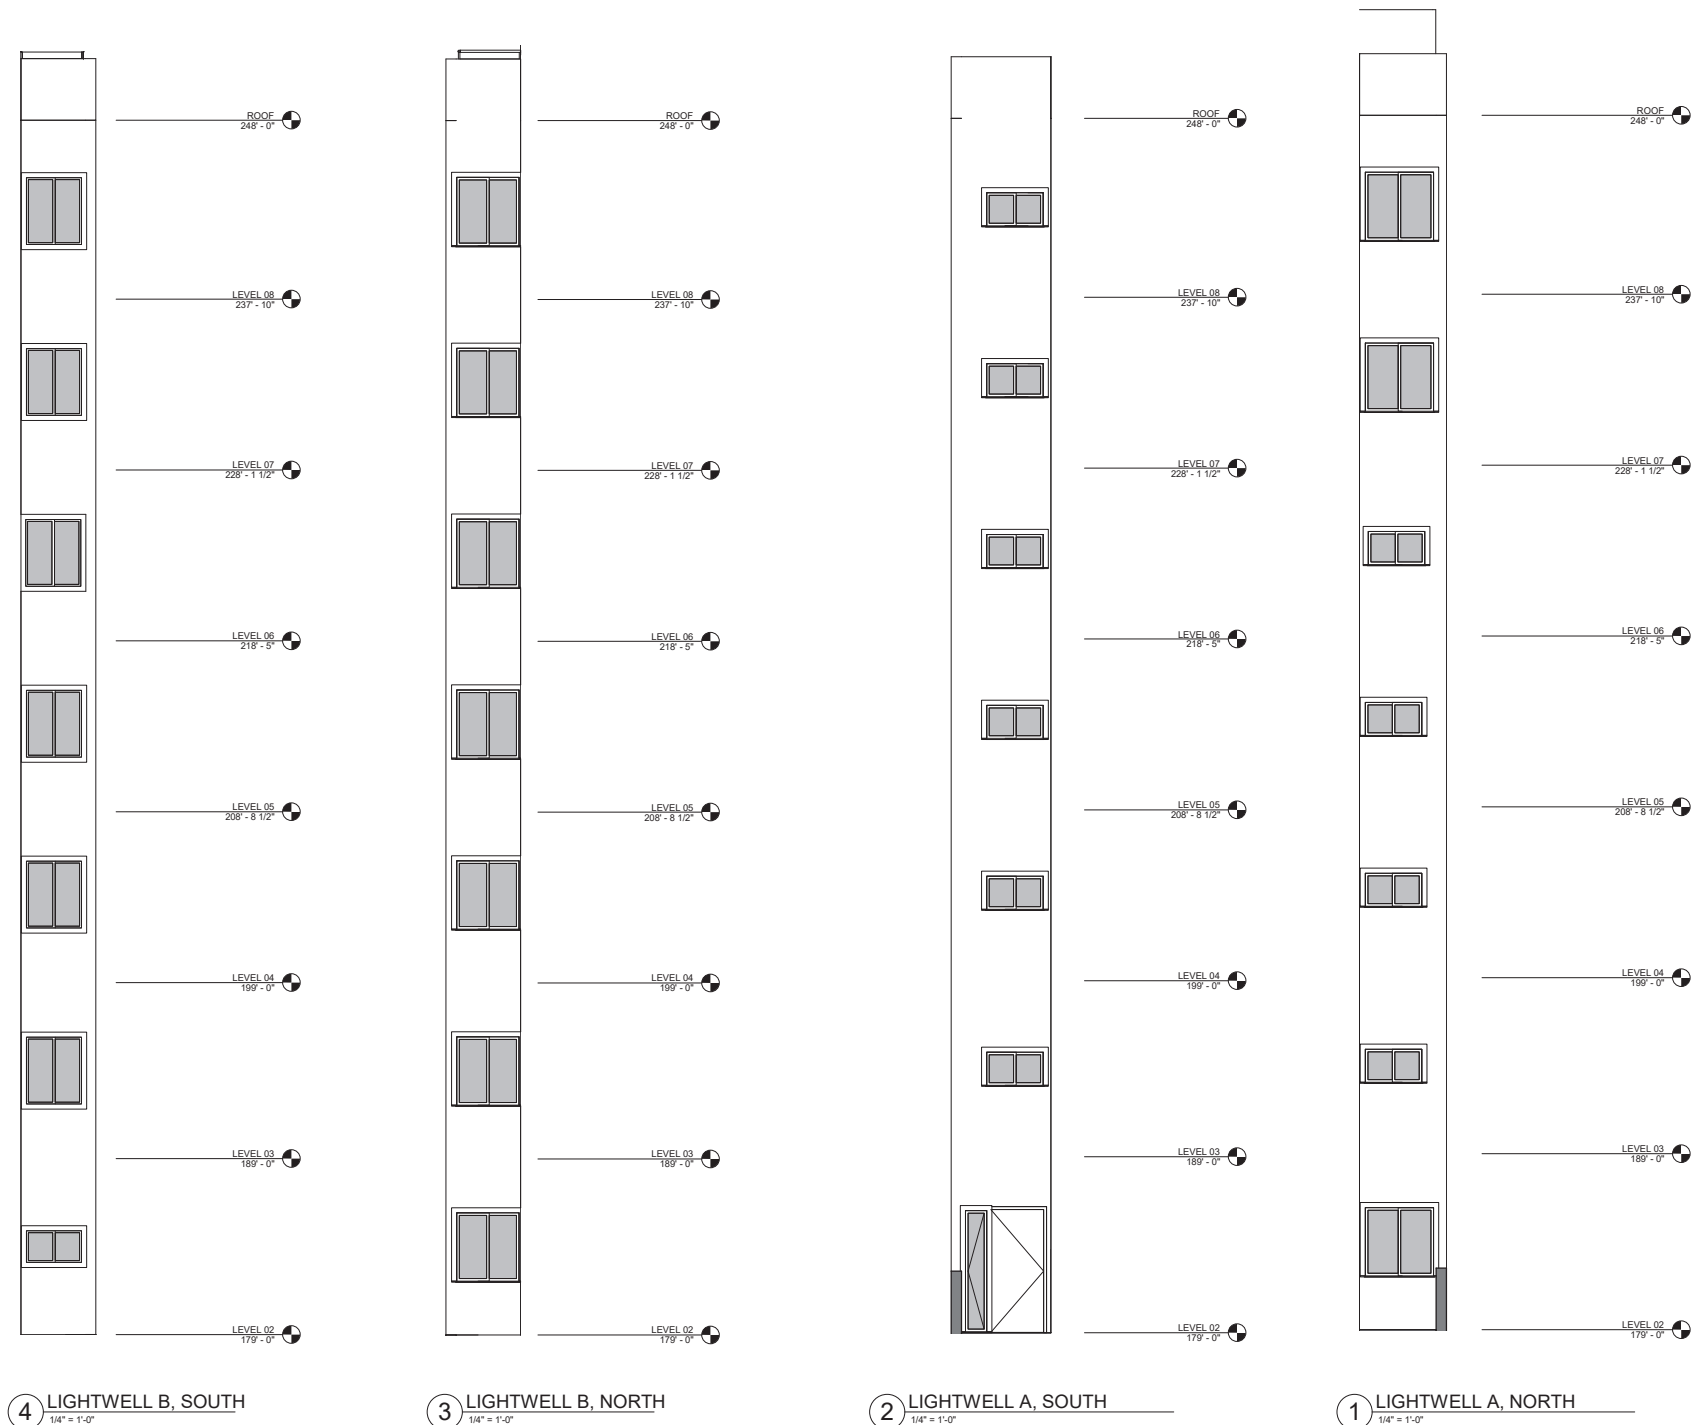 ROOF
248' - 0"
LEVEL 08
237' - 10"
LEVEL 07
228' - 1 1/2"
LEVEL 06
218' - 5"
LEVEL 05
208' - 8 1/2"
LEVEL 04
199' - 0"
LEVEL 03
189' - 0"
LEVEL 02
179' - 0"
4 LIGHTWELL B, SOUTH
1/4" = 1'-0"
ROOF
248' - 0"
LEVEL 08
237' - 10"
LEVEL 07
228' - 1 1/2"
LEVEL 06
218' - 5"
LEVEL 05
208' - 8 1/2"
LEVEL 04
199' - 0"
LEVEL 03
189' - 0"
LEVEL 02
179' - 0"
3 LIGHTWELL B, NORTH
1/4" = 1'-0"
ROOF
248' - 0"
LEVEL 08
237' - 10"
LEVEL 07
228' - 1 1/2"
LEVEL 06
218' - 5"
LEVEL 05
208' - 8 1/2"
LEVEL 04
199' - 0"
LEVEL 03
189' - 0"
LEVEL 02
179' - 0"
2 LIGHTWELL A, SOUTH
1/4" = 1'-0"
ROOF
248' - 0"
LEVEL 08
237' - 10"
LEVEL 07
228' - 1 1/2"
LEVEL 06
218' - 5"
LEVEL 05
208' - 8 1/2"
LEVEL 04
199' - 0"
LEVEL 03
189' - 0"
LEVEL 02
179' - 0"
1 LIGHTWELL A, NORTH
1/4" = 1'-0"